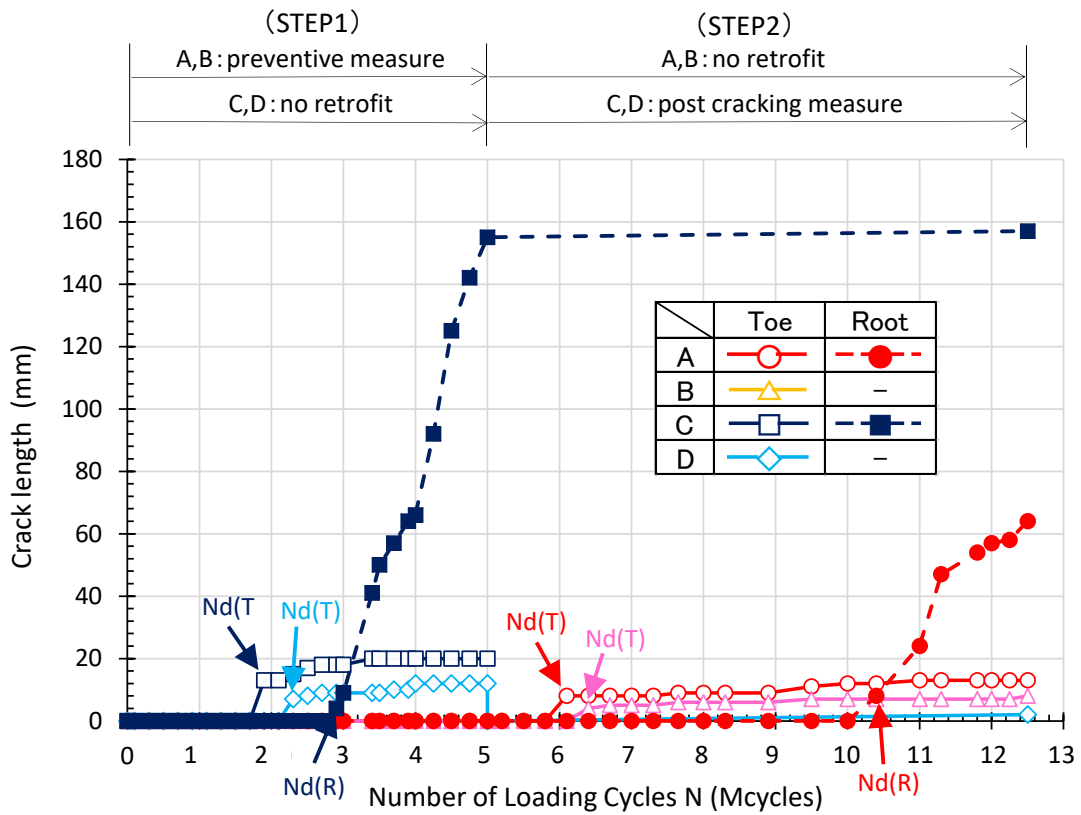 （STEP1）
（STEP2）
A,B：preventive measure
A,B：no retrofit
C,D：no retrofit
C,D：post cracking measure
180
160
140
120
100
80
60
40
20
0
Crack length (mm)
Toe
Root
A
B
－
C
D
－
Nd(T
Nd(T)
Nd(T)
Nd(T)
0
1
2
3
4
5
6
7
8
9
10
11
12
13
Nd(R)
Nd(R)
Number of Loading Cycles N (Mcycles)